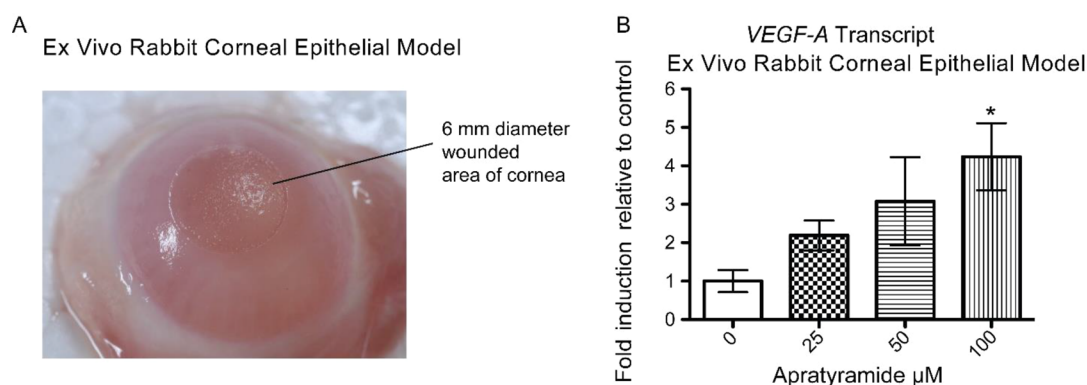 A
Ex Vivo Rabbit Corneal Epithelial Model
6 mm diameter
wounded
area of cornea
B
VEGF-A Transcript
Ex Vivo Rabbit Corneal Epithelial Model
Fold induction relative to control
6
5
4
3
2
1
0
*
0
25
50
100
Apratyramide μM